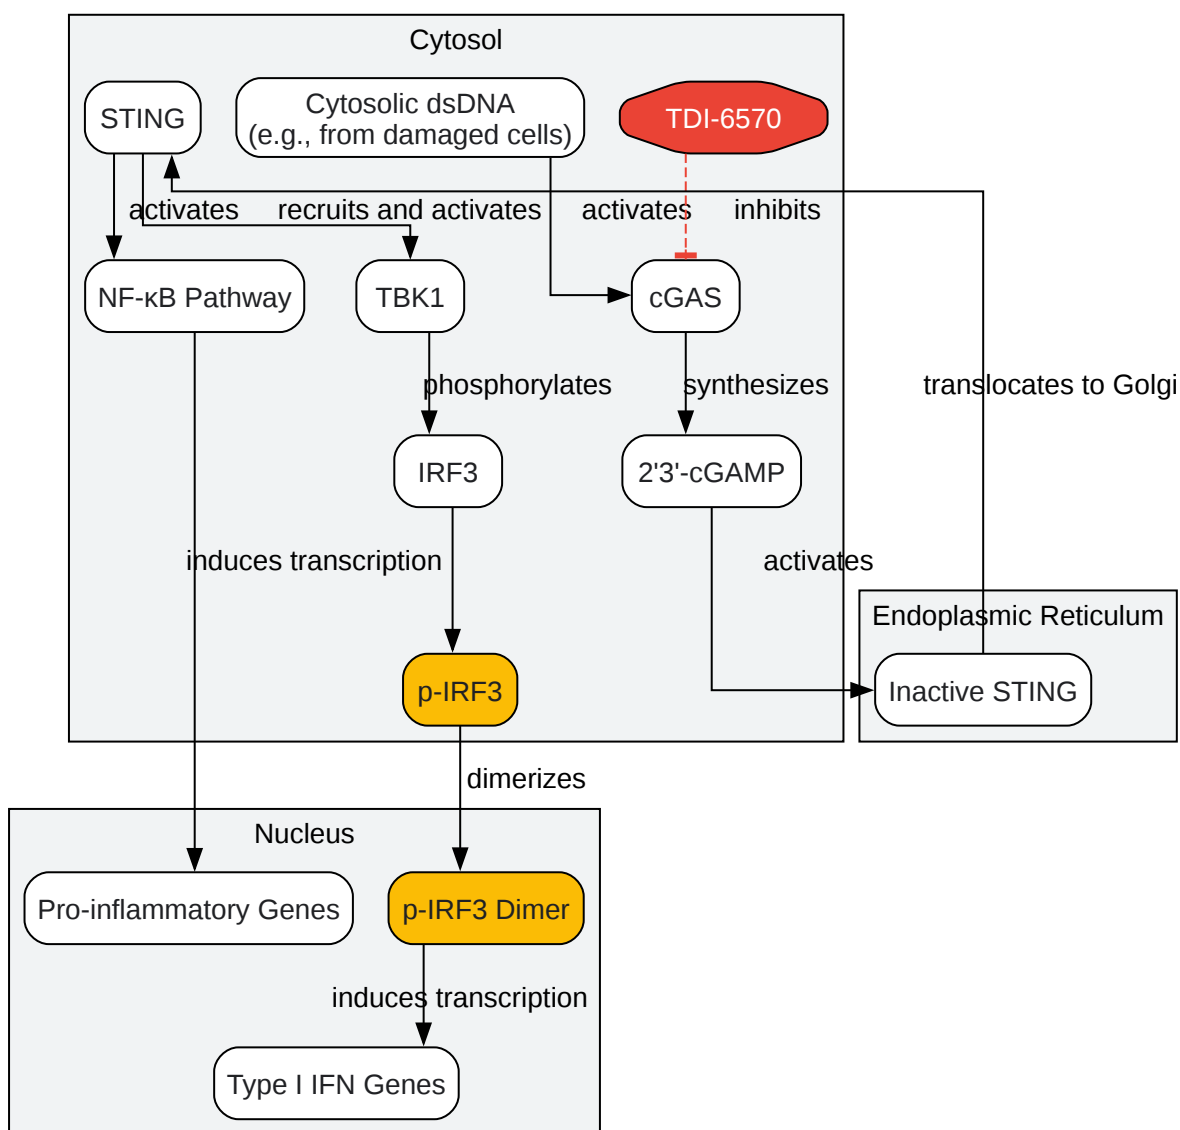 Cytosol
STING
Cytosolic dsDNA
(e.g., from damaged cells)
TDI-6570
activates
recruits and activates
activates
inhibits
NF-κB Pathway
TBK1
cGAS
phosphorylates
synthesizes
translocates to Golgi
IRF3
2'3'-cGAMP
induces transcription
activates
Endoplasmic Reticulum
p-IRF3
Inactive STING
dimerizes
Nucleus
Pro-inflammatory Genes
p-IRF3 Dimer
induces transcription
Type I IFN Genes